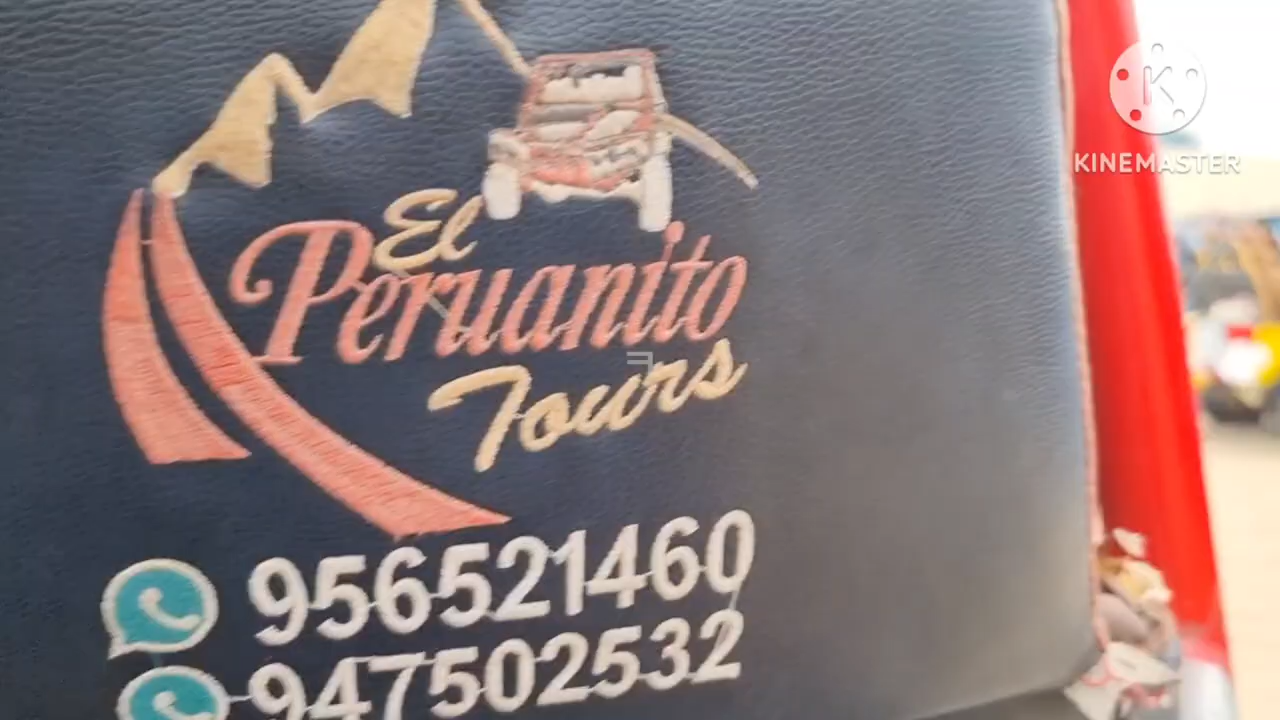 K
KINEMASTER
El
Peruanito
Tours
956521460
947502532